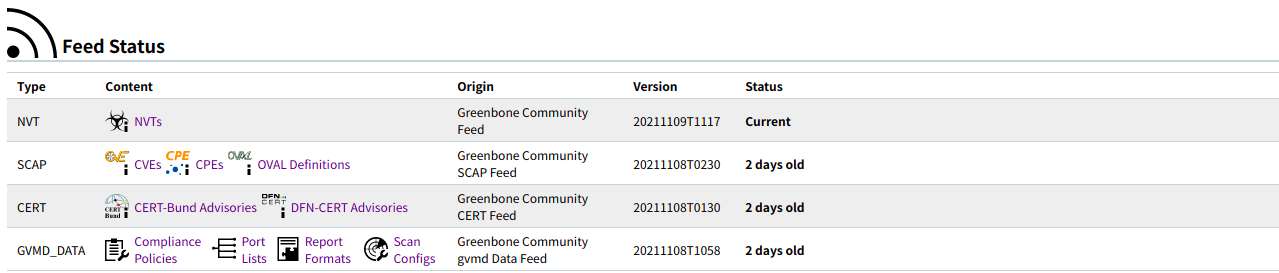 Feed Status
Type Content Origin Version Status
NVT NVTs Greenbone Community Feed 20211109T1117 Current
SCAP CVE CVEs CPE CPEs OVAL OVAL Definitions Greenbone Community SCAP Feed 20211108T0230 2 days old
CERT CERT Bund CERT-Bund Advisories DFN CERT DFN-CERT Advisories Greenbone Community CERT Feed 20211108T0130 2 days old
GVMD_DATA Compliance Policies Port Lists Report Formats Scan Configs Greenbone Community gvmd Data Feed 20211108T1058 2 days old